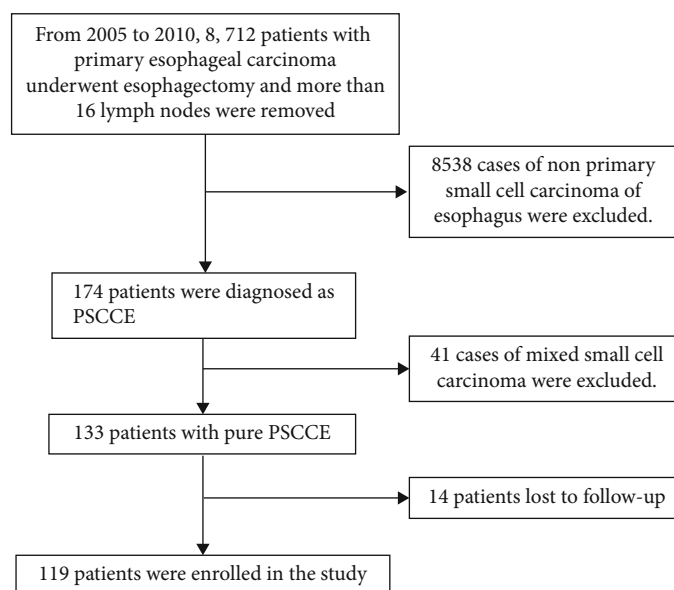 From 2005 to 2010, 8, 712 patients with
primary esophageal carcinoma
underwent esophagectomy and more than
16 lymph nodes were removed
8538 cases of non primary
small cell carcinoma of
esophagus were excluded.
174 patients were diagnosed as
PSCCE
41 cases of mixed small cell
carcinoma were excluded.
133 patients with pure PSCCE
14 patients lost to follow-up
119 patients were enrolled in the study